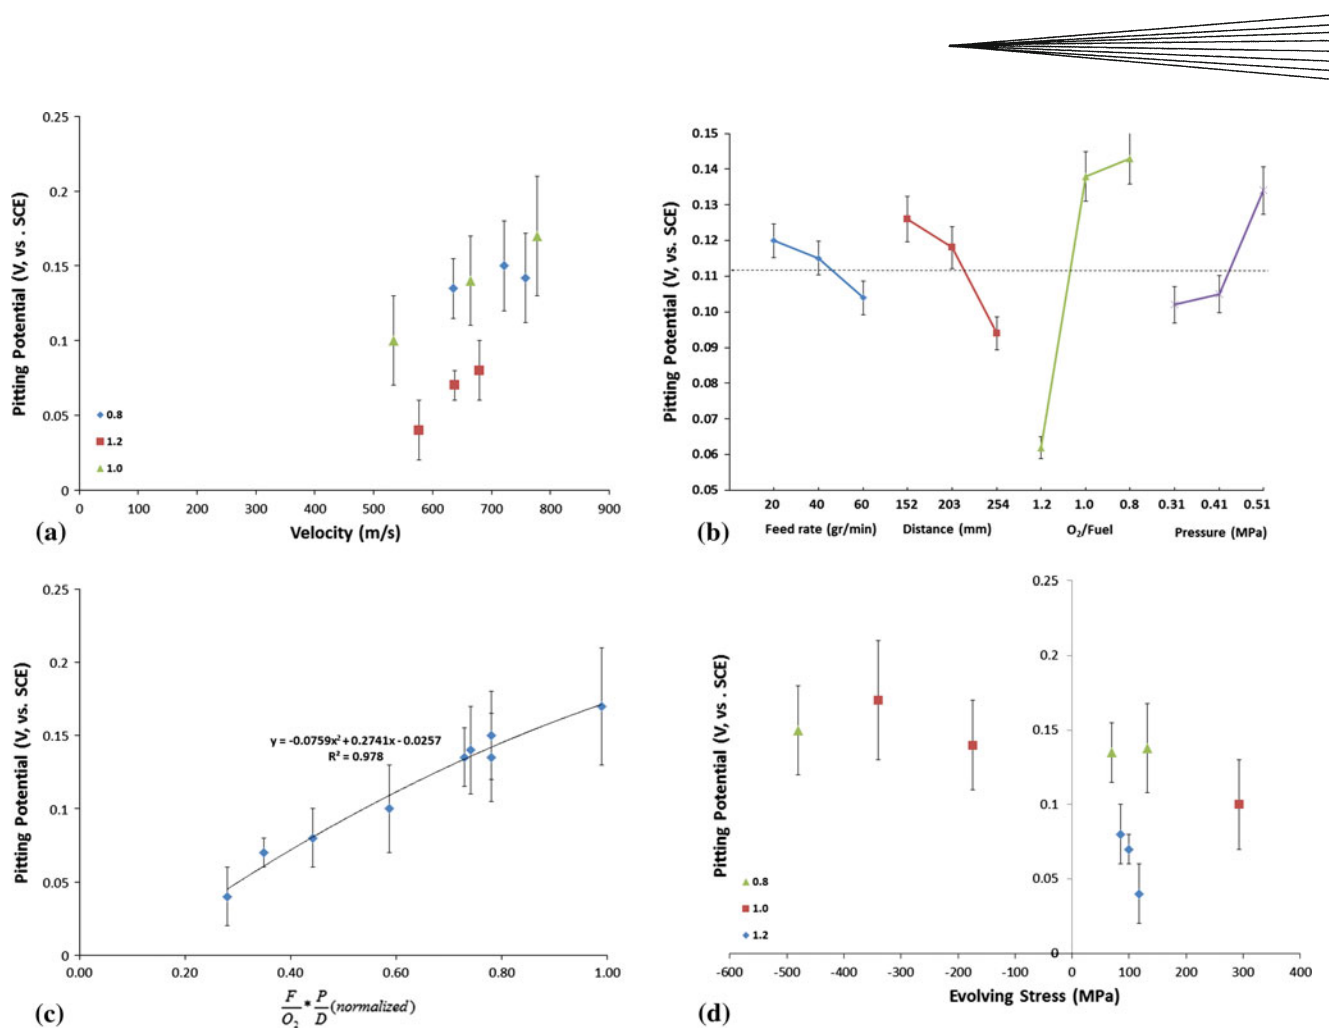 0.25
0.2
0.15
0.1
0.05
0
0 100 200 300 400 500 600 700 800 900
Pitting Potential (V, vs . SCE)
Velocity (m/s)
0.8
1.2
1.0
(a)
0.15
0.14
0.13
0.12
0.11
0.10
0.09
0.08
0.07
0.06
0.05
20 40 60 152 203 254 1.2 1.0 0.8 0.31 0.41 0.51
Pitting Potential (V, vs. SCE)
Feed rate (gr/min) Distance (mm) O₂/Fuel Pressure (MPa)
(b)
0.25
0.2
0.15
0.1
0.05
0
0.00 0.20 0.40 0.60 0.80 1.00
Pitting Potential (V, vs. SCE)
y = -0.0759x² + 0.2741x - 0.0257
R² = 0.978
F/O₂ * P/D (normalized)
(c)
0.25
0.2
0.15
0.1
0.05
0
-600 -500 -400 -300 -200 -100 0 100 200 300 400
Pitting Potential (V, vs . SCE)
0.8
1.0
1.2
Evolving Stress (MPa)
(d)